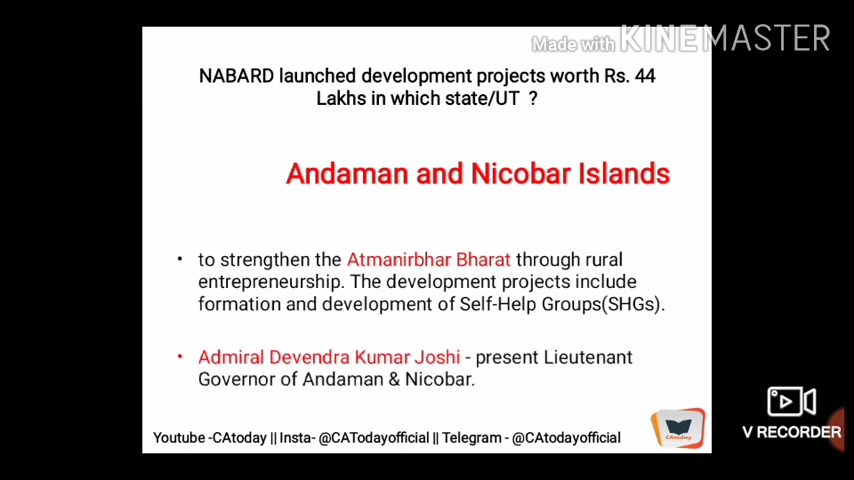 Made with KINEMASTER
NABARD launched development projects worth Rs. 44
Lakhs in which state/UT ?
Andaman and Nicobar Islands
• to strengthen the Atmanirbhar Bharat through rural
entrepreneurship. The development projects include
formation and development of Self-Help Groups(SHGs).
• Admiral Devendra Kumar Joshi - present Lieutenant
Governor of Andaman & Nicobar.
Youtube -CAtoday || Insta- @CATodayofficial || Telegram - @CAtodayofficial
CAtoday
V RECORDER